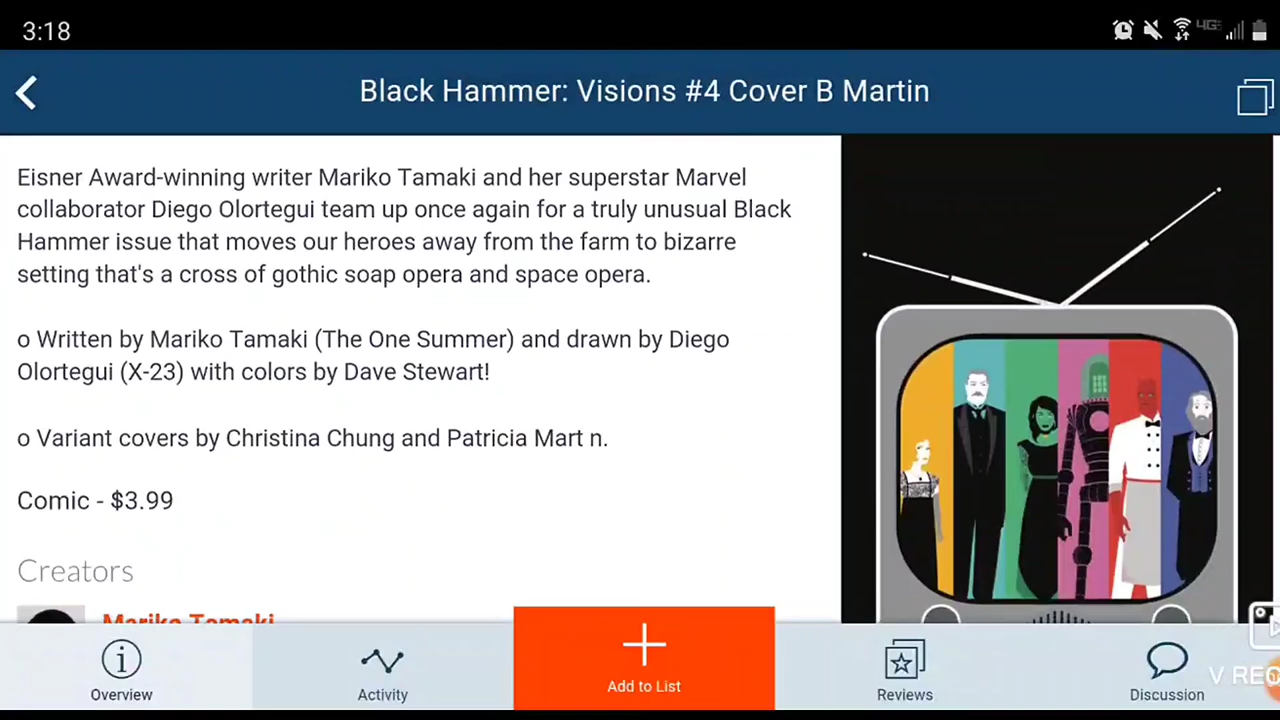 3:18
4GE
Black Hammer: Visions #4 Cover B Martin
Eisner Award-winning writer Mariko Tamaki and her superstar Marvel
collaborator Diego Olortegui team up once again for a truly unusual Black
Hammer issue that moves our heroes away from the farm to bizarre
setting that's a cross of gothic soap opera and space opera.
o Written by Mariko Tamaki (The One Summer) and drawn by Diego
Olortegui (X-23) with colors by Dave Stewart!
o Variant covers by Christina Chung and Patricia Mart n.
Comic - $3.99
Creators
Mariko Tamaki
Overview
Activity
Add to List
Reviews
Discussion
V REC